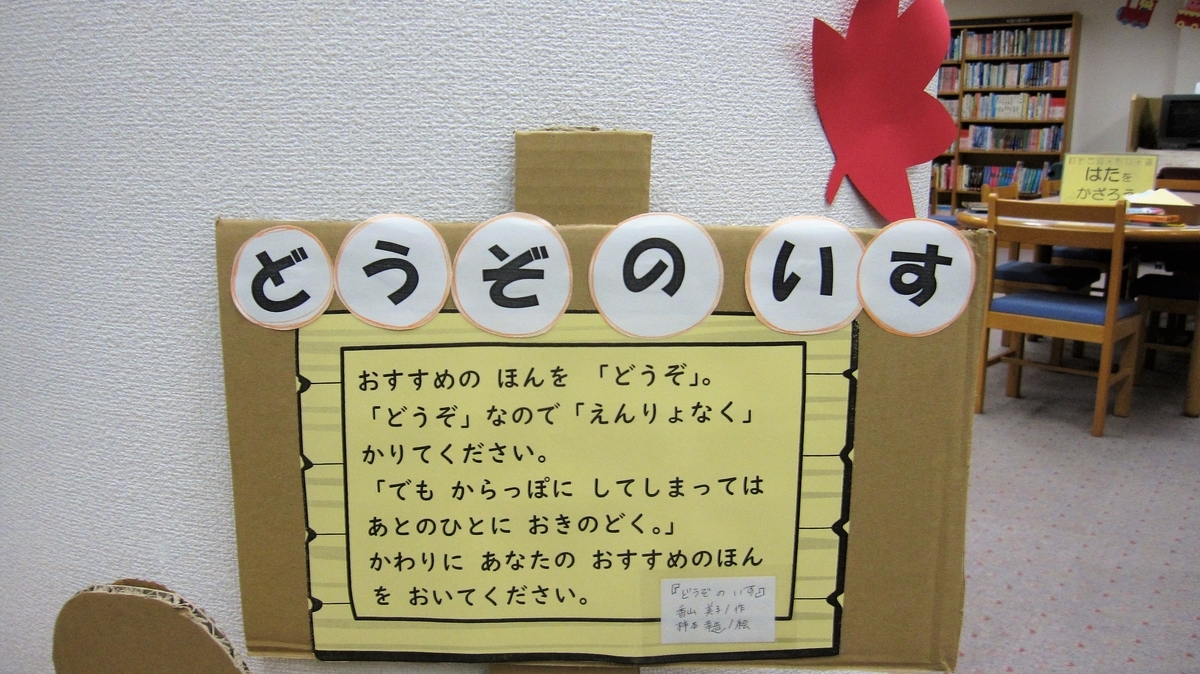 どうぞのいす
おすすめの ほんを 「どうぞ」。
「どうぞ」なので「えんりょなく」
かりてください。
「でも からっぽに してしまっては
あとのひとに おきのどく。」
かわりに あなたの おすすめのほん
を おいてください。
『どうぞ の いす』
香山 美子/作
柿本 幸造/絵
はたを
かざろう